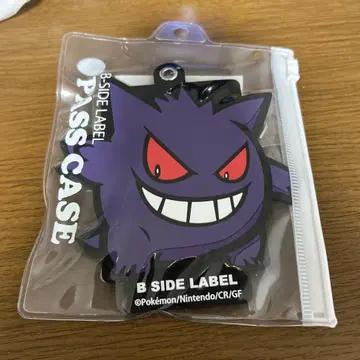 B-SIDE LABEL
PASS CASE
B SIDE LABEL
©Pokémon/Nintendo/CR/GF